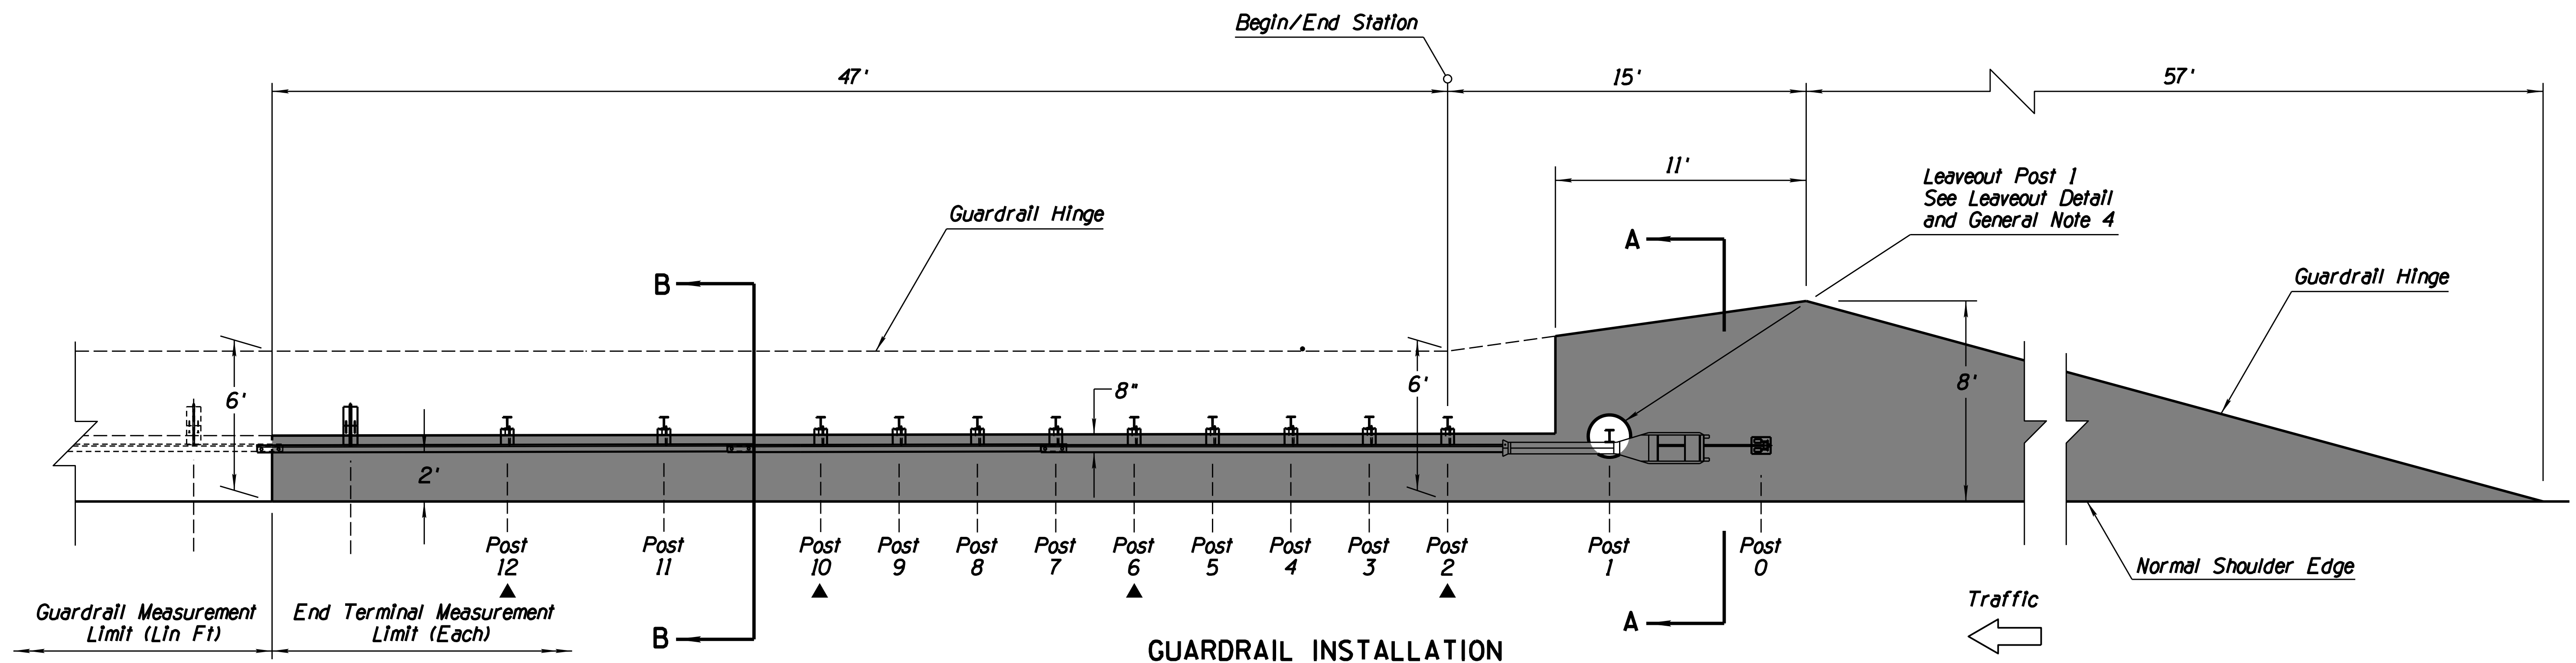 Begin/End Station
47'
15'
57'
11'
Leaveout Post 1
See Leaveout Detail
and General Note 4
Guardrail Hinge
A
B
Guardrail Hinge
6'
8"
6'
8'
2'
Post
12
Post
11
Post
10
Post
9
Post
8
Post
7
Post
6
Post
5
Post
4
Post
3
Post
2
Post
1
Post
0
Normal Shoulder Edge
Guardrail Measurement
Limit (Lin Ft)
End Terminal Measurement
Limit (Each)
B
A
Traffic
GUARDRAIL INSTALLATION